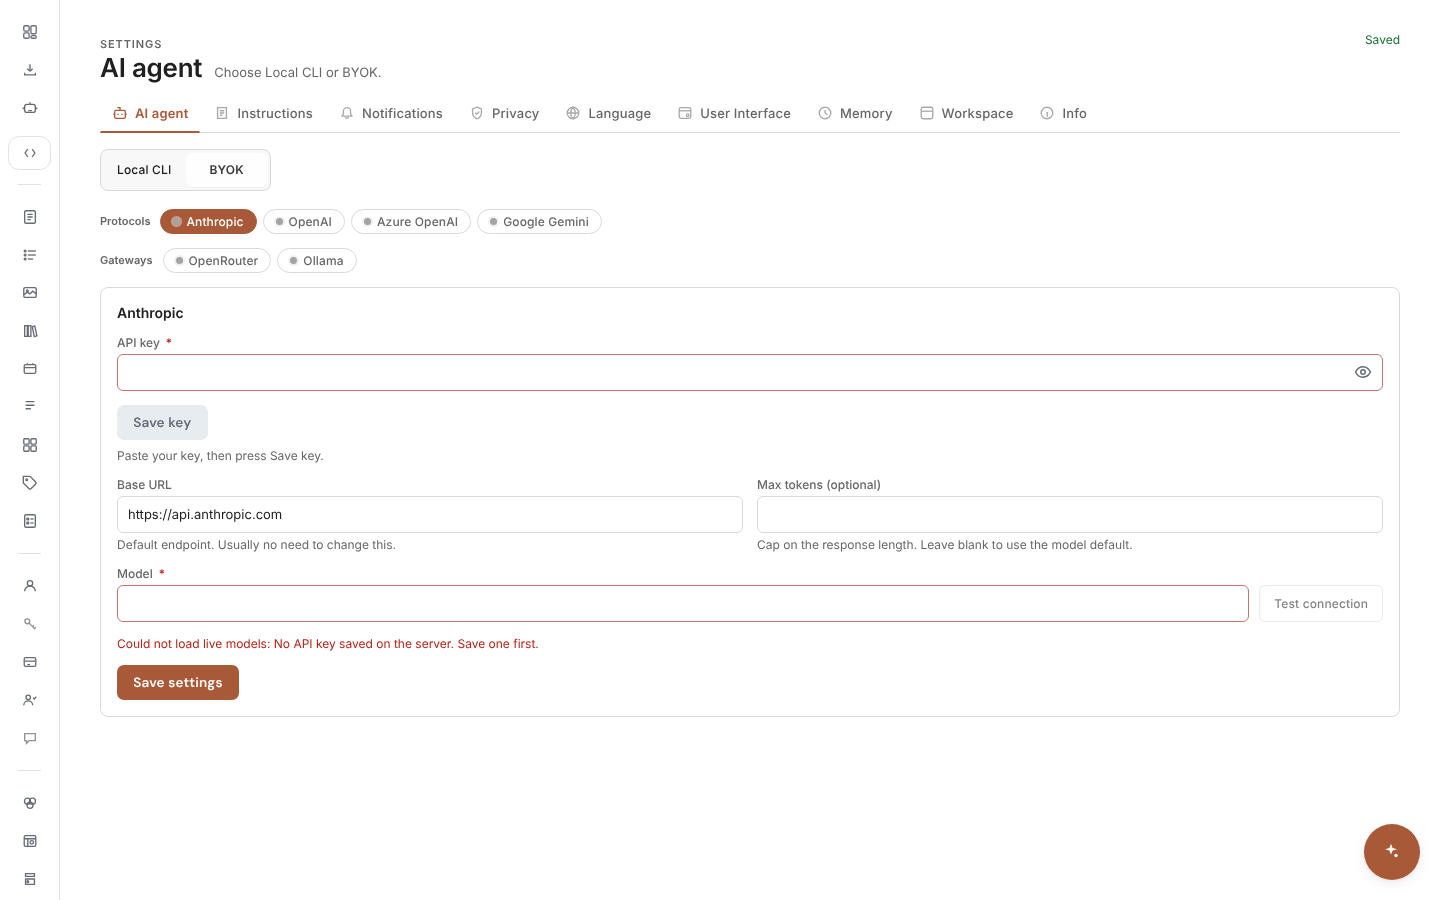 SETTINGS
Saved
AI agent Choose Local CLI or BYOK.
AI agent Instructions Notifications Privacy Language User Interface Memory Workspace Info
Local CLI BYOK
Protocols Anthropic OpenAI Azure OpenAI Google Gemini
Gateways OpenRouter Ollama
Anthropic
API key *
Save key
Paste your key, then press Save key.
Base URL Max tokens (optional)
https://api.anthropic.com
Default endpoint. Usually no need to change this. Cap on the response length. Leave blank to use the model default.
Model *
Test connection
Could not load live models: No API key saved on the server. Save one first.
Save settings